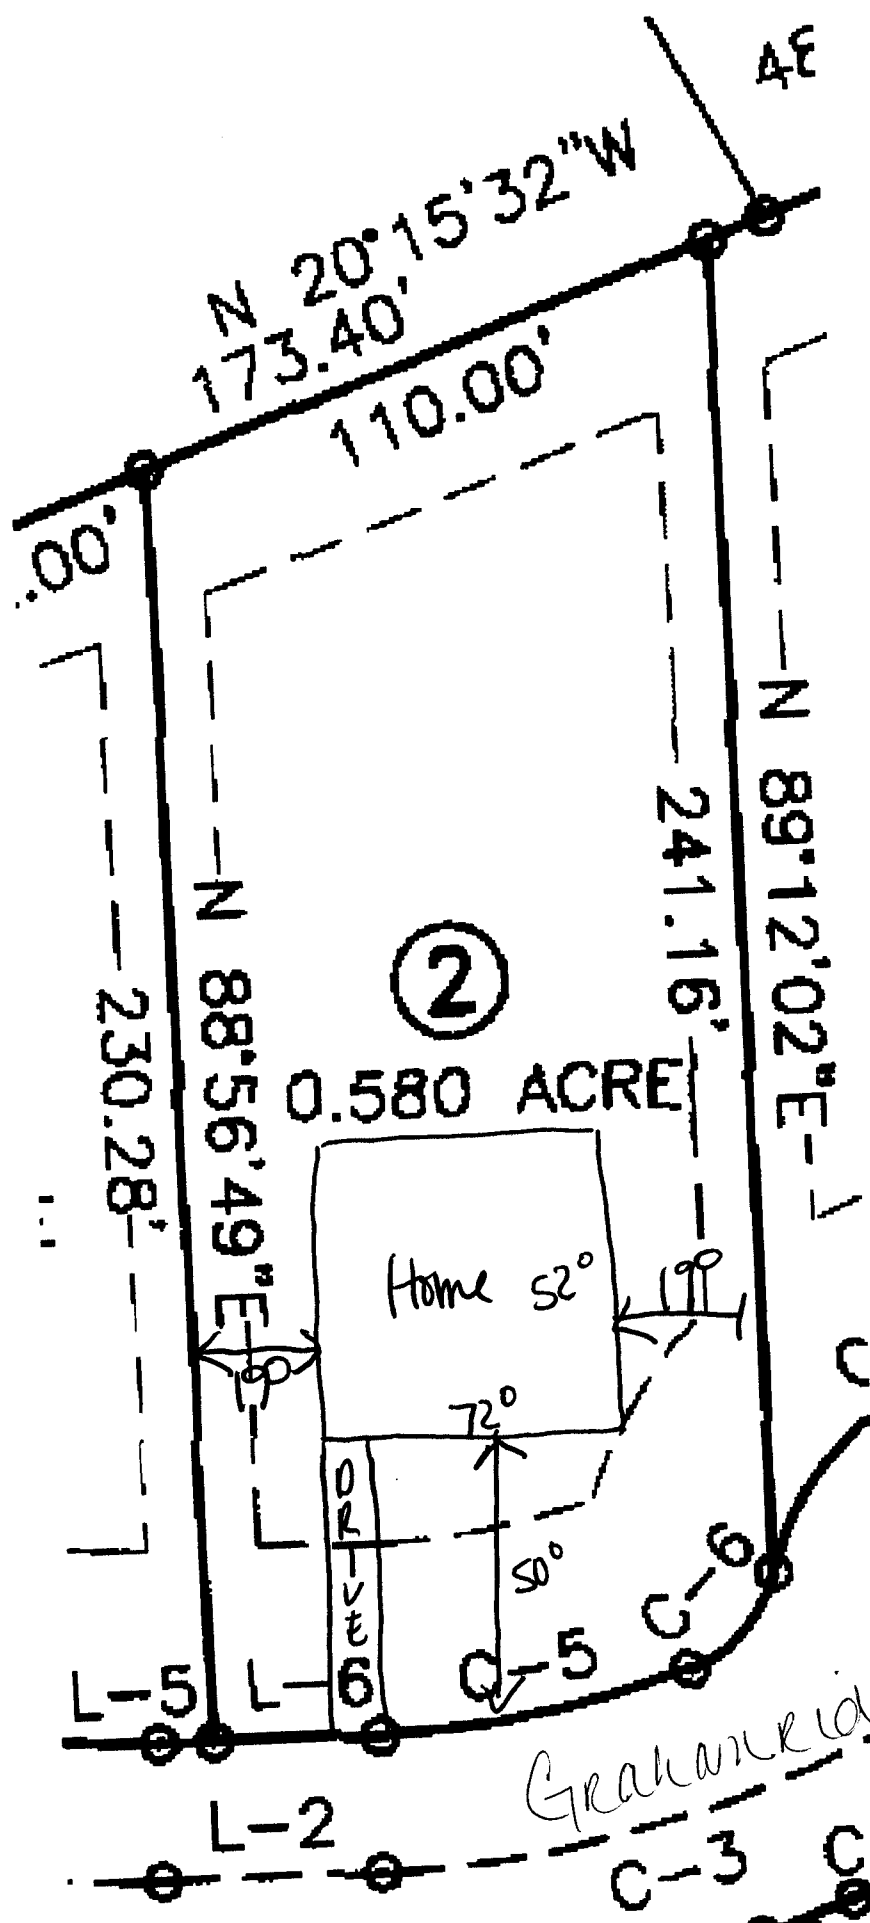 4E
N 20°15'32"W
173.40'
110.00'
.00'
N 89°12'02"E
241.16'
N 88°56'49"E
230.28'
2
0.580 ACRE
Home
52°
72°
DRIVE
50°
C
C-6
C-5
L-6
L-5
L-2
C-3
C